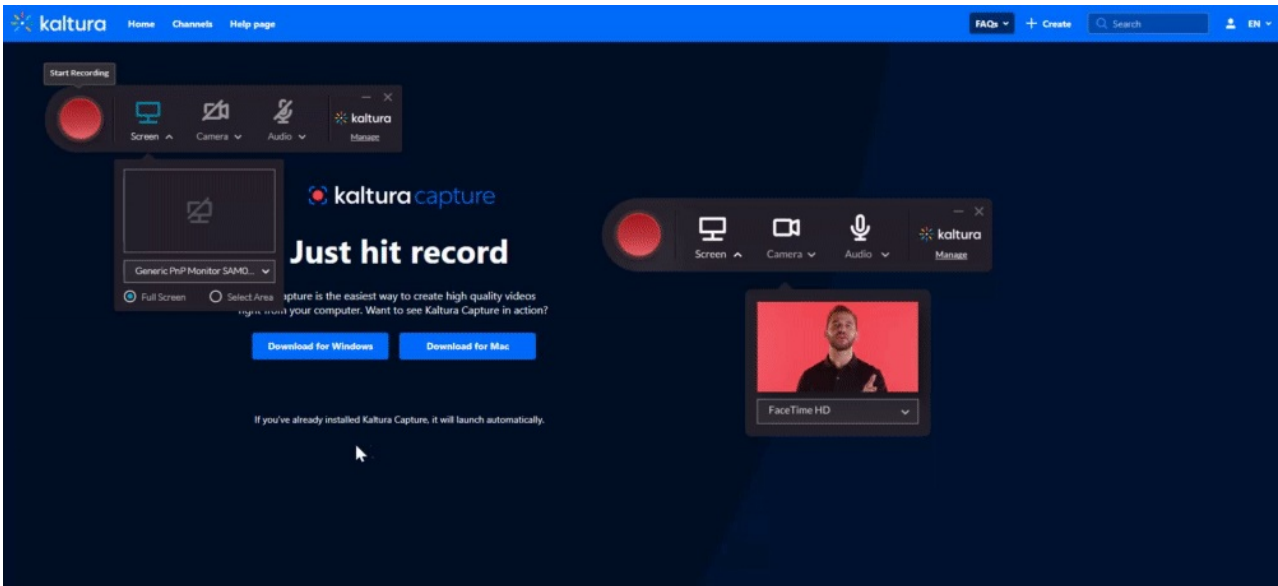 kaltura Home Channels Help page FAQs + Create Search EN
Start Recording
Screen Camera Audio kaltura
Manage
Generic PnP Monitor SAM0...
Full Screen Select Area
kaltura capture
Just hit record
apture is the easiest way to create high quality videos
your computer. Want to see Kaltura Capture in action?
Download for Windows Download for Mac
If you've already installed Kaltura Capture, it will launch automatically.
Screen Camera Audio kaltura
Manage
FaceTime HD